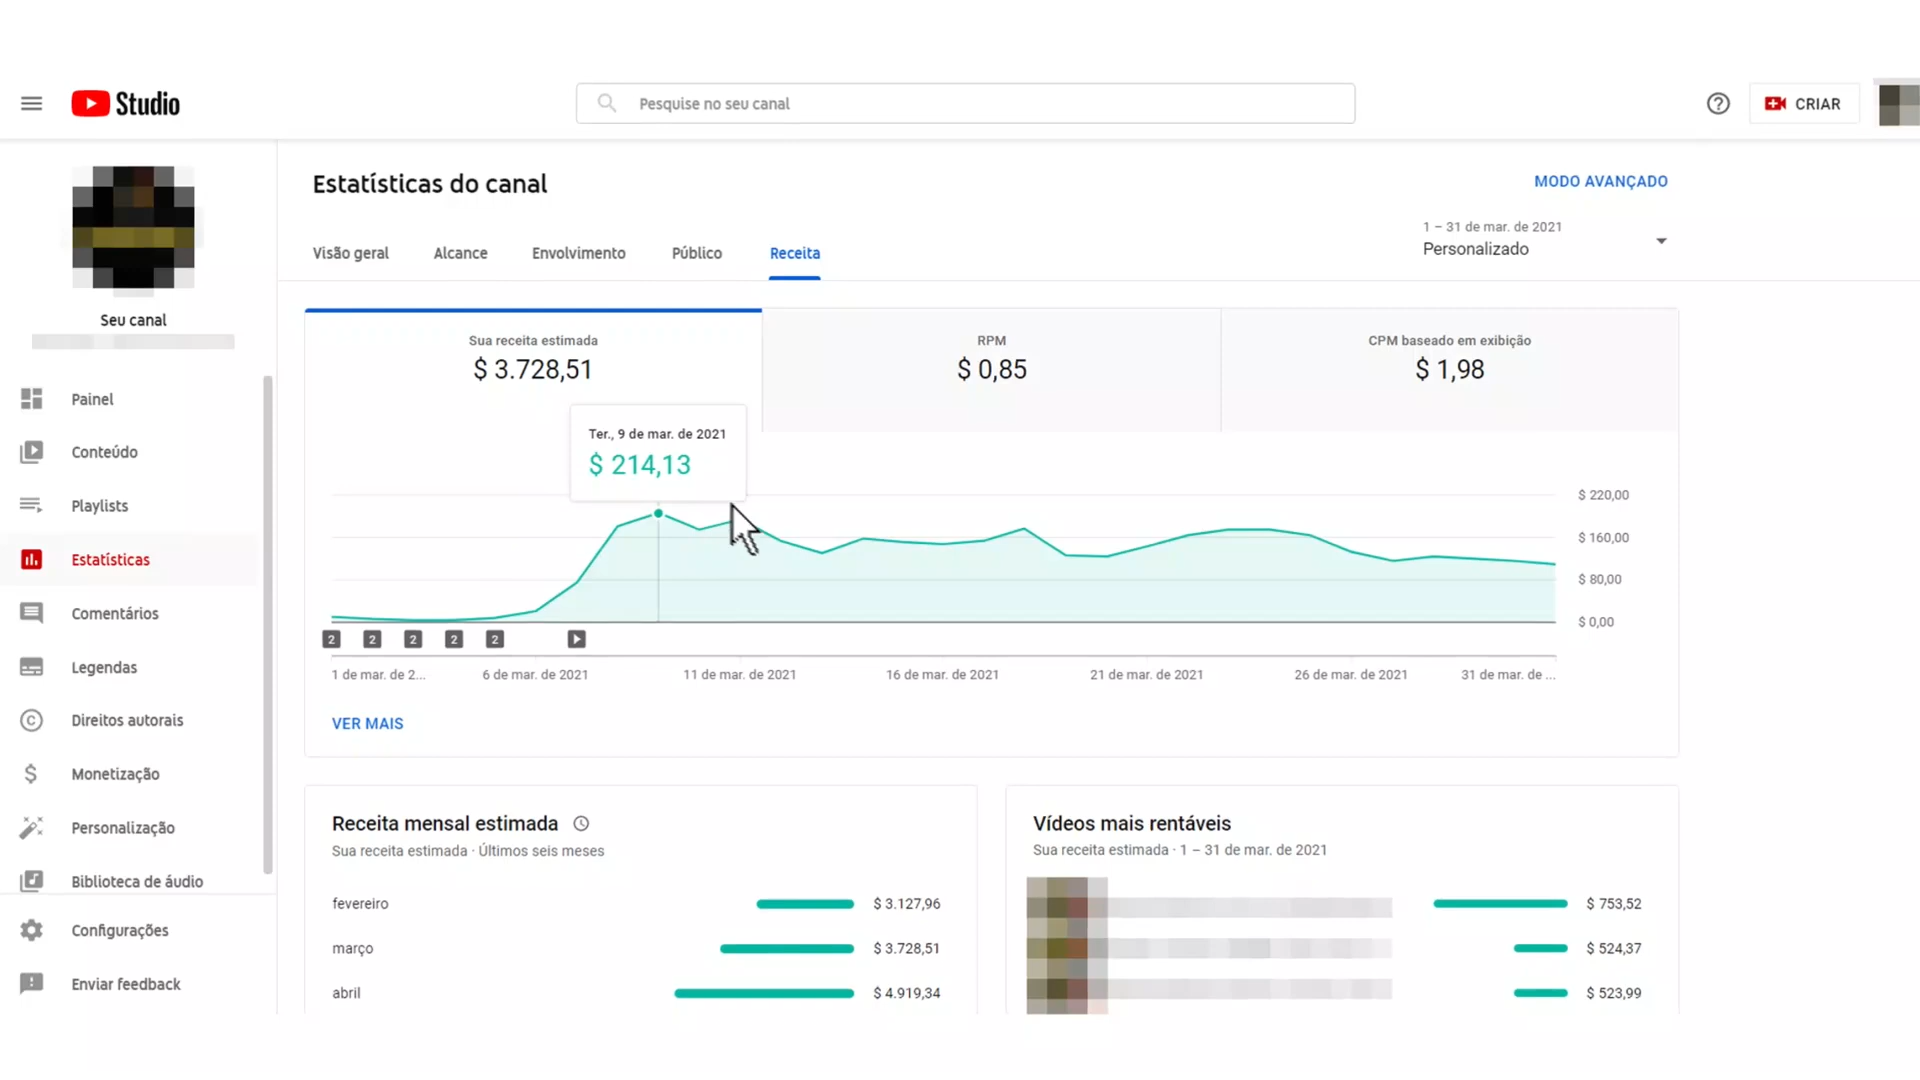 Studio
Pesquise no seu canal
CRIAR
Seu canal
Painel
Conteúdo
Playlists
Estatísticas
Comentários
Legendas
Direitos autorais
Monetização
Personalização
Biblioteca de áudio
Configurações
Enviar feedback
Estatísticas do canal
MODO AVANÇADO
Visão geral
Alcance
Envolvimento
Público
Receita
1 – 31 de mar. de 2021
Personalizado
Sua receita estimada
$ 3.728,51
RPM
$ 0,85
CPM baseado em exibição
$ 1,98
Ter., 9 de mar. de 2021
$ 214,13
$ 220,00
$ 160,00
$ 80,00
$ 0,00
2 2 2 2 2
1 de mar. de 2...
6 de mar. de 2021
11 de mar. de 2021
16 de mar. de 2021
21 de mar. de 2021
26 de mar. de 2021
31 de mar. de ...
VER MAIS
Receita mensal estimada
Sua receita estimada · Últimos seis meses
fevereiro $ 3.127,96
março $ 3.728,51
abril $ 4.919,34
Vídeos mais rentáveis
Sua receita estimada · 1 – 31 de mar. de 2021
$ 753,52
$ 524,37
$ 523,99